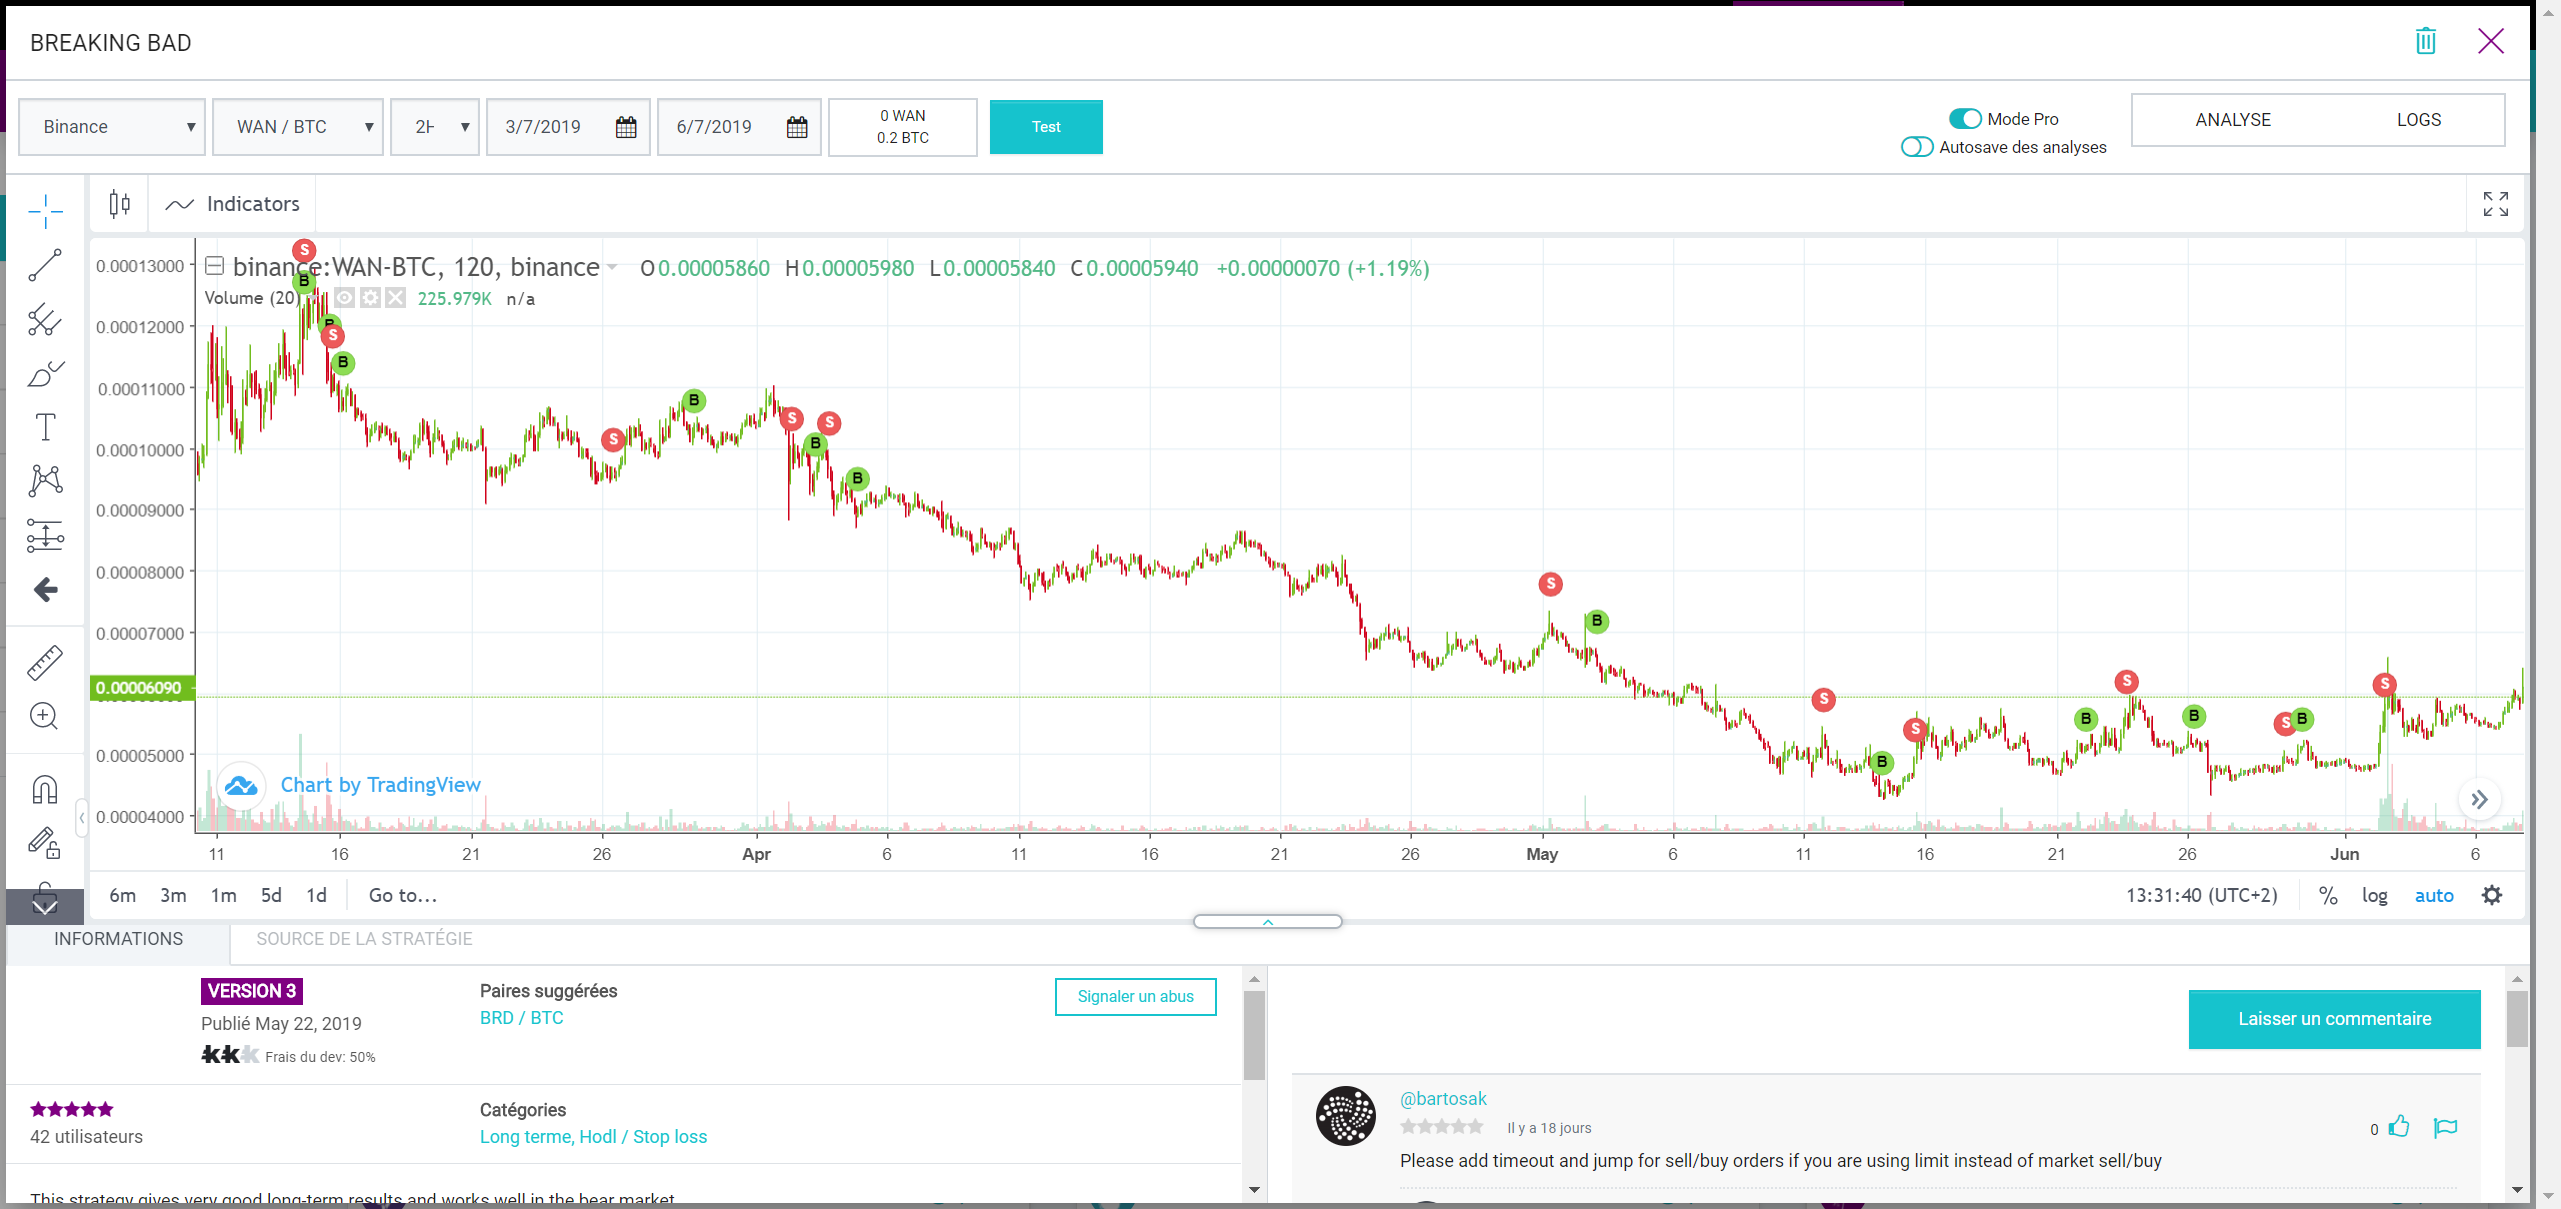 BREAKING BAD
Binance
WAN / BTC
2H
3/7/2019
6/7/2019
0 WAN
0.2 BTC
Test
Mode Pro
Autosave des analyses
ANALYSE
LOGS
Indicators
binance:WAN-BTC, 120, binance
O0.00005860 H0.00005980 L0.00005840 C0.00005940 +0.00000070 (+1.19%)
Volume (20)
225.979K n/a
0.00013000
0.00012000
0.00011000
0.00010000
0.00009000
0.00008000
0.00007000
0.00006090
0.00005000
0.00004000
S
B
B
S
B
S
B
S
B
S
B
S
B
S
B
S
B
S
B
S
B
S
Chart by TradingView
11 16 21 26 Apr 6 11 16 21 26 May 6 11 16 21 26 Jun 6
6m 3m 1m 5d 1d Go to...
13:31:40 (UTC+2) % log auto
INFORMATIONS
SOURCE DE LA STRATÉGIE
VERSION 3
Publié May 22, 2019
Frais du dev: 50%
Paires suggérées
BRD / BTC
Signaler un abus
42 utilisateurs
Catégories
Long terme, Hodl / Stop loss
This strategy gives very good long-term results and works well in the bear market
Laisser un commentaire
@bartosak
Il y a 18 jours
0
Please add timeout and jump for sell/buy orders if you are using limit instead of market sell/buy